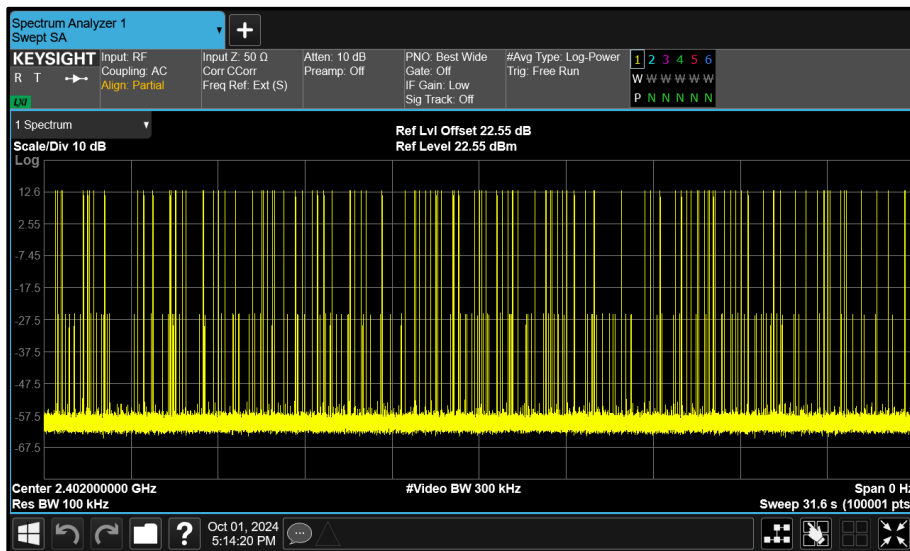 Spectrum Analyzer 1
Swept SA
KEYSIGHT
R T
LXI
Input: RF
Coupling: AC
Align: Partial
Input Z: 50 Ω
Corr CCorr
Freq Ref: Ext (S)
Atten: 10 dB
Preamp: Off
PNO: Best Wide
Gate: Off
IF Gain: Low
Sig Track: Off
#Avg Type: Log-Power
Trig: Free Run
1 2 3 4 5 6
W W W W W W
P N N N N N
1 Spectrum
Scale/Div 10 dB
Ref Lvl Offset 22.55 dB
Ref Level 22.55 dBm
Log
12.6
2.55
-7.45
-17.5
-27.5
-37.5
-47.5
-57.5
-67.5
Center 2.402000000 GHz
Res BW 100 kHz
#Video BW 300 kHz
Span 0 Hz
Sweep 31.6 s (100001 pts
Oct 01, 2024
5:14:20 PM